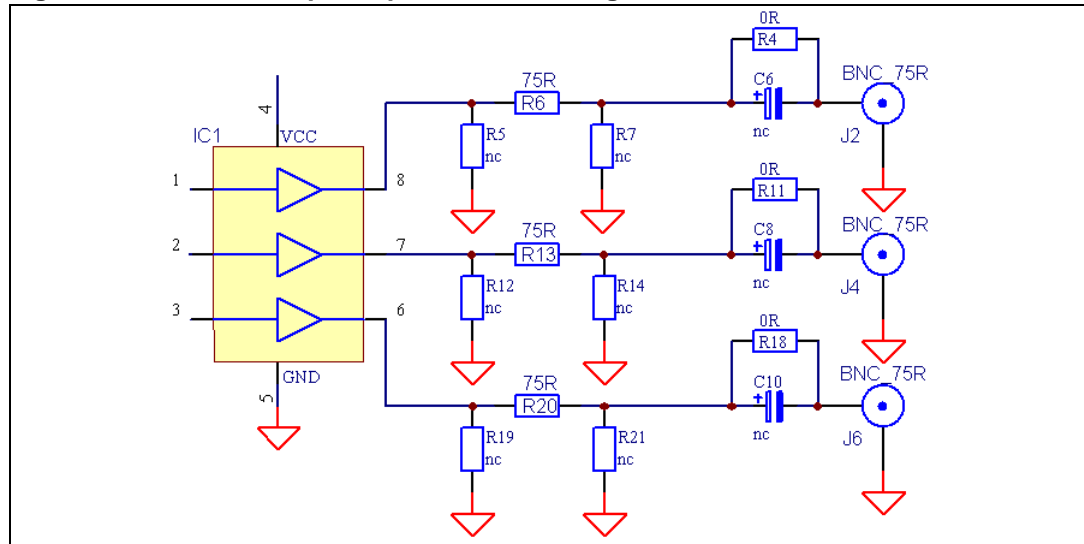 0R
R4
C6
BNC_75R
75R
R6
4
R5
nc
R7
nc
nc
J2
IC1
VCC
1
8
0R
R11
C8
BNC_75R
2
7
75R
R13
R12
nc
R14
nc
nc
J4
3
6
0R
R18
GND
5
75R
R20
C10
BNC_75R
R19
nc
R21
nc
nc
J6